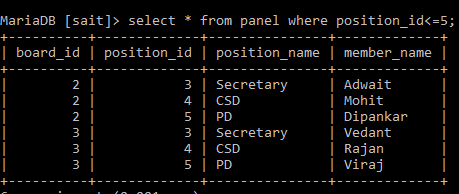 MariaDB [sait]> select * from panel where position_id<=5;
+----------+-------------+---------------+-------------+
| board_id | position_id | position_name | member_name |
+----------+-------------+---------------+-------------+
|        2 |           3 | Secretary     | Adwait      |
|        2 |           4 | CSD           | Mohit       |
|        2 |           5 | PD            | Dipankar    |
|        3 |           3 | Secretary     | Vedant      |
|        3 |           4 | CSD           | Rajan       |
|        3 |           5 | PD            | Viraj       |
+----------+-------------+---------------+-------------+